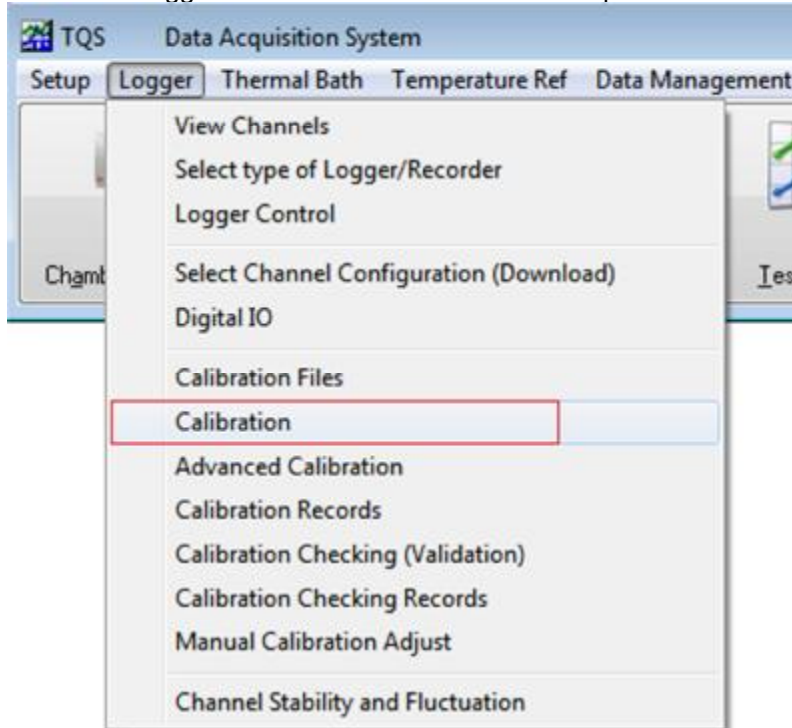 TQS Data Acquisition System
Setup Logger Thermal Bath Temperature Ref Data Management
View Channels
Select type of Logger/Recorder
Logger Control
Select Channel Configuration (Download)
Digital IO
Calibration Files
Calibration
Advanced Calibration
Calibration Records
Calibration Checking (Validation)
Calibration Checking Records
Manual Calibration Adjust
Channel Stability and Fluctuation